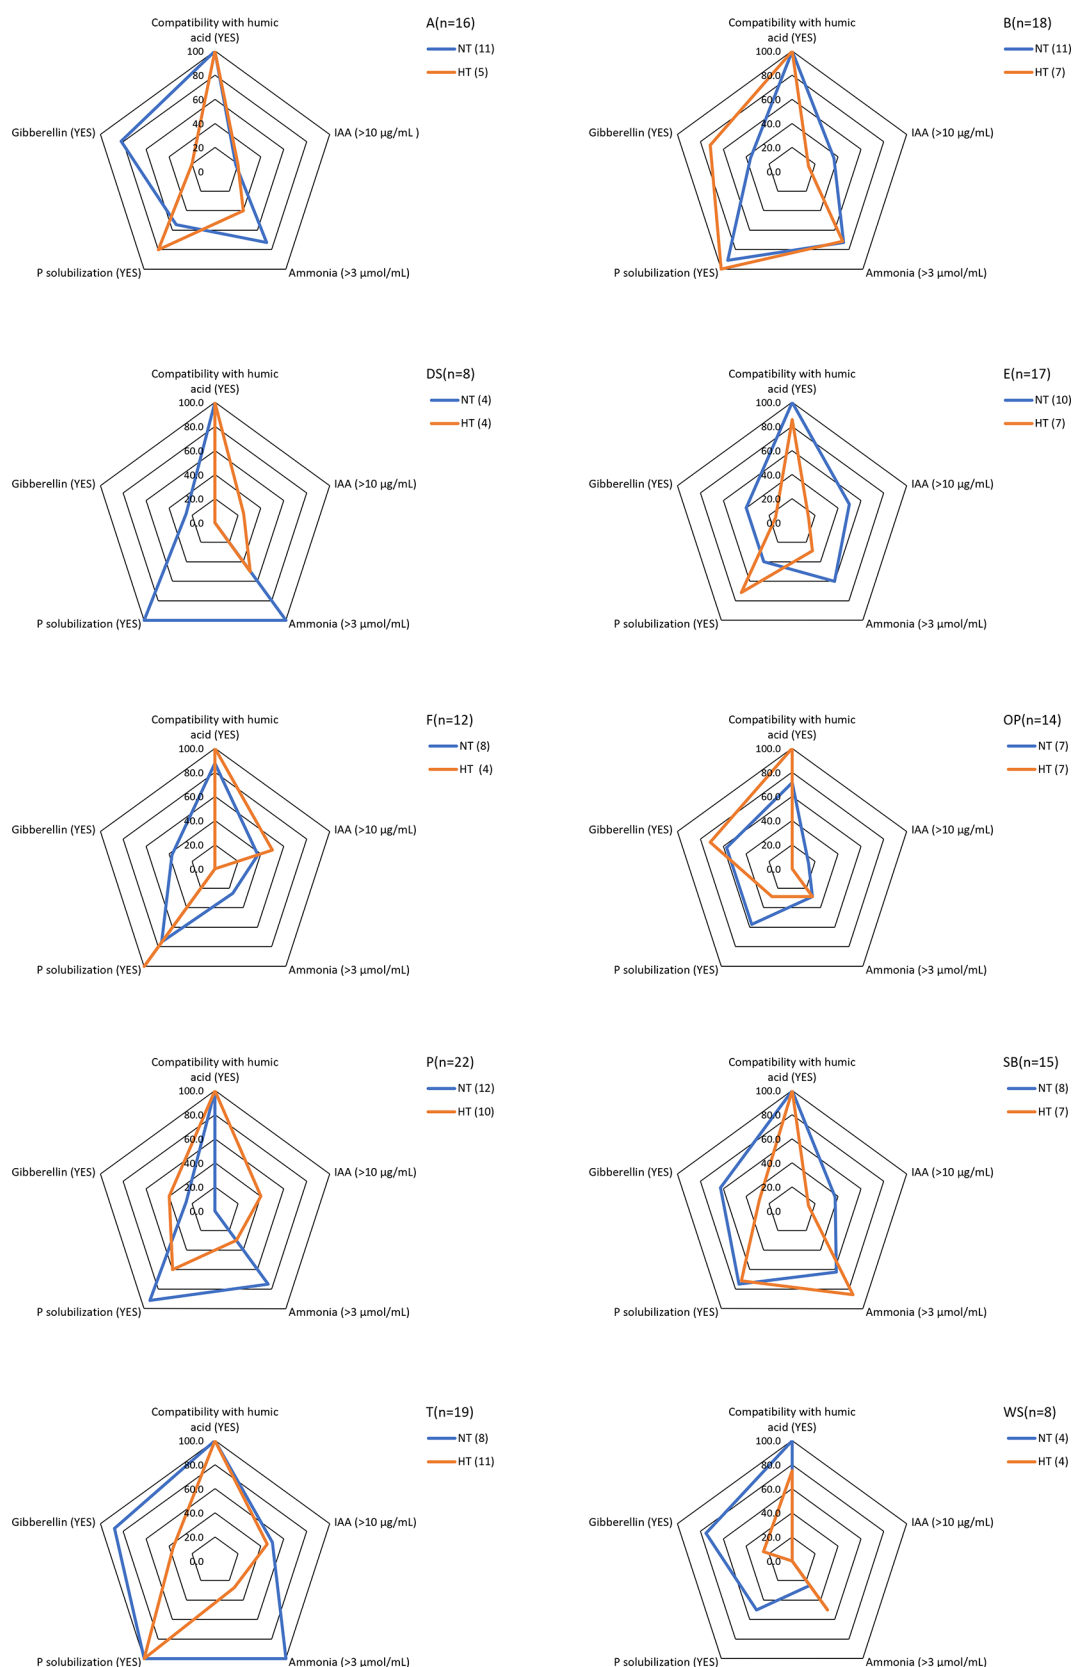 Compatibility with humic
acid (YES)
A(n=16)
NT (11)
HT (5)
100
80
60
40
20
0
Gibberellin (YES)
IAA (>10 µg/mL )
P solubilization (YES)
Ammonia (>3 µmol/mL)
Compatibility with humic
acid (YES)
B(n=18)
NT (11)
HT (7)
100.0
80.0
60.0
40.0
20.0
0.0
Gibberellin (YES)
IAA (>10 µg/mL)
P solubilization (YES)
Ammonia (>3 µmol/mL)
Compatibility with humic
acid (YES)
DS(n=8)
NT (4)
HT (4)
100.0
80.0
60.0
40.0
20.0
0.0
Gibberellin (YES)
IAA (>10 µg/mL)
P solubilization (YES)
Ammonia (>3 µmol/mL)
Compatibility with humic
acid (YES)
E(n=17)
NT (10)
HT (7)
100.0
80.0
60.0
40.0
20.0
0.0
Gibberellin (YES)
IAA (>10 µg/mL)
P solubilization (YES)
Ammonia (>3 µmol/mL)
Compatibility with humic
acid (YES)
F(n=12)
NT (8)
HT (4)
100.0
80.0
60.0
40.0
20.0
0.0
Gibberellin (YES)
IAA (>10 µg/mL)
P solubilization (YES)
Ammonia (>3 µmol/mL)
Compatibility with humic
acid (YES)
OP(n=14)
NT (7)
HT (7)
100.0
80.0
60.0
40.0
20.0
0.0
Gibberellin (YES)
IAA (>10 µg/mL)
P solubilization (YES)
Ammonia (>3 µmol/mL)
Compatibility with humic
acid (YES)
P(n=22)
NT (12)
HT (10)
100.0
80.0
60.0
40.0
20.0
0.0
Gibberellin (YES)
IAA (>10 µg/mL)
P solubilization (YES)
Ammonia (>3 µmol/mL)
Compatibility with humic
acid (YES)
SB(n=15)
NT (8)
HT (7)
100.0
80.0
60.0
40.0
20.0
0.0
Gibberellin (YES)
IAA (>10 µg/mL)
P solubilization (YES)
Ammonia (>3 µmol/mL)
Compatibility with humic
acid (YES)
T(n=19)
NT (8)
HT (11)
100.0
80.0
60.0
40.0
20.0
0.0
Gibberellin (YES)
IAA (>10 µg/mL)
P solubilization (YES)
Ammonia (>3 µmol/mL)
Compatibility with humic
acid (YES)
WS(n=8)
NT (4)
HT (4)
100.0
80.0
60.0
40.0
20.0
0.0
Gibberellin (YES)
IAA (>10 µg/mL)
P solubilization (YES)
Ammonia (>3 µmol/mL)